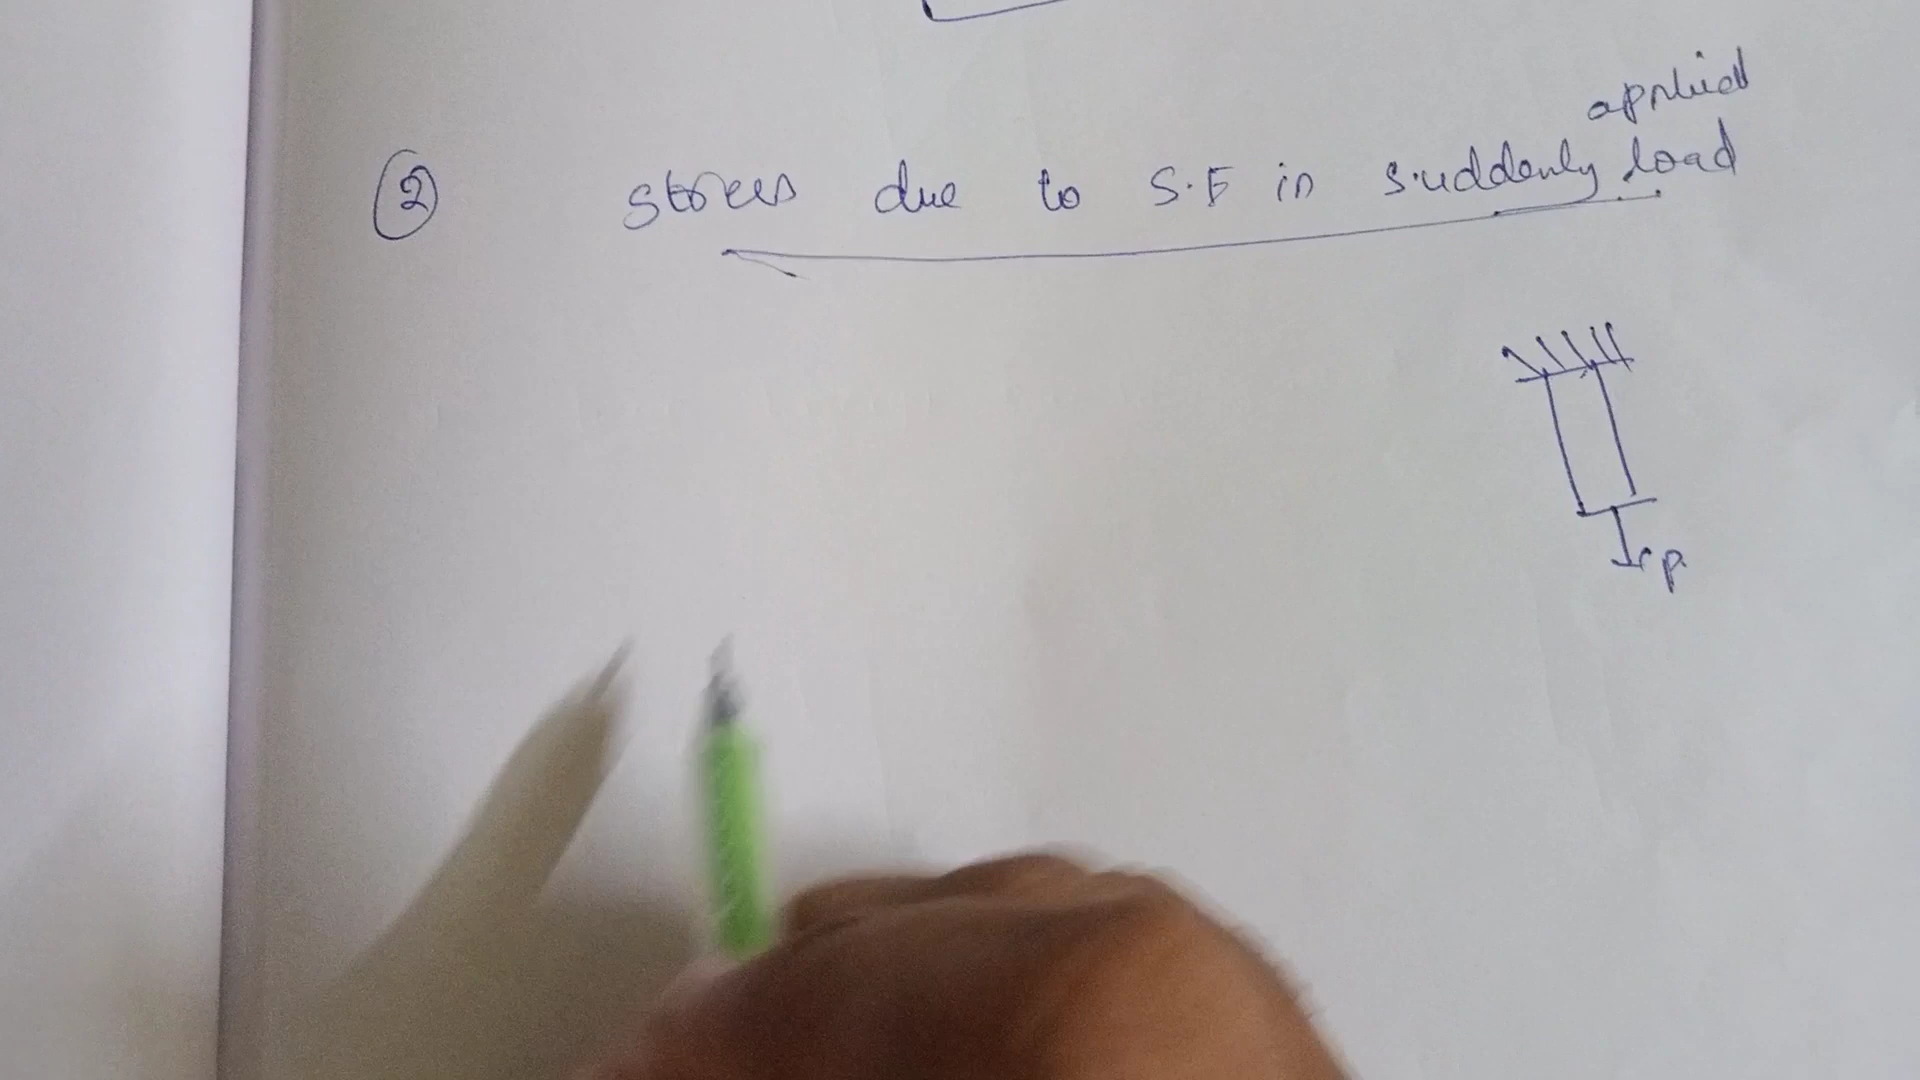 applied
② stress due to S.E in suddenly load
P.